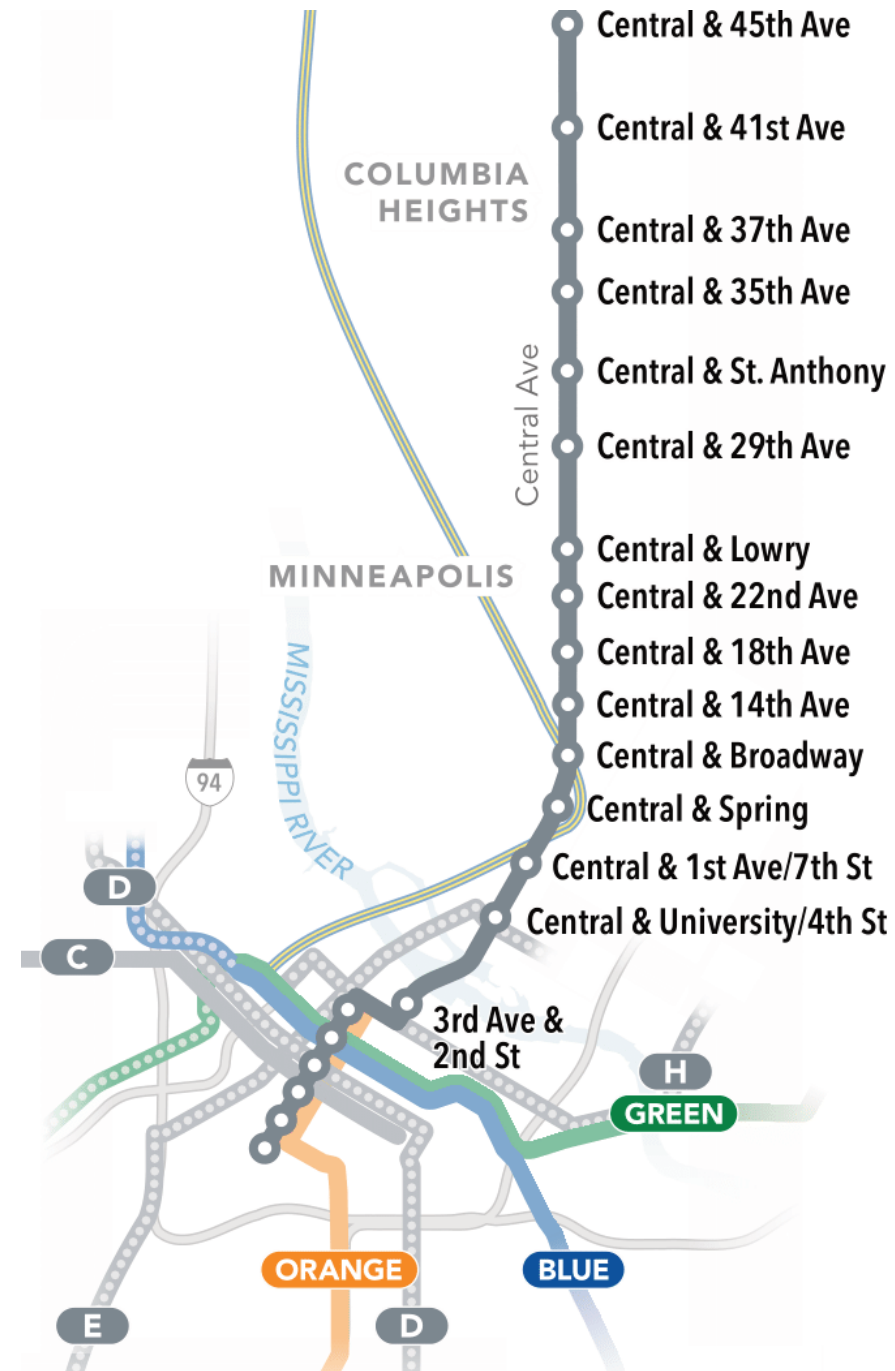 Central & 45th Ave
Central & 41st Ave
COLUMBIA
HEIGHTS
Central & 37th Ave
Central & 35th Ave
Central & St. Anthony
Central Ave
Central & 29th Ave
Central & Lowry
MINNEAPOLIS
Central & 22nd Ave
Central & 18th Ave
MISSISSIPPI RIVER
Central & 14th Ave
Central & Broadway
94
Central & Spring
Central & 1st Ave/7th St
D
Central & University/4th St
C
3rd Ave &
2nd St
H
GREEN
ORANGE
BLUE
E
D